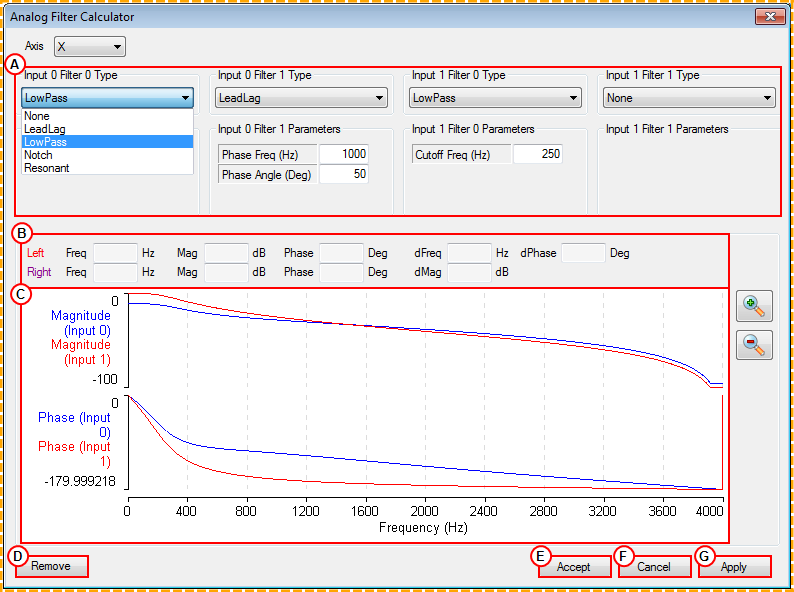 Analog Filter Calculator
Axis X
A
Input 0 Filter 0 Type Input 0 Filter 1 Type Input 1 Filter 0 Type Input 1 Filter 1 Type
LowPass LeadLag LowPass None
None
LeadLag
LowPass
Notch
Resonant
Input 0 Filter 1 Parameters Input 1 Filter 0 Parameters Input 1 Filter 1 Parameters
Phase Freq (Hz) 1000 Cutoff Freq (Hz) 250
Phase Angle (Deg) 50
B
Left Freq Hz Mag dB Phase Deg dFreq Hz dPhase Deg
Right Freq Hz Mag dB Phase Deg dMag dB
C
0
Magnitude
(Input 0)
Magnitude
(Input 1)
-100
0
Phase (Input
0)
Phase (Input
1)
-179.999218
0 400 800 1200 1600 2000 2400 2800 3200 3600 4000
Frequency (Hz)
D Remove E Accept F Cancel G Apply